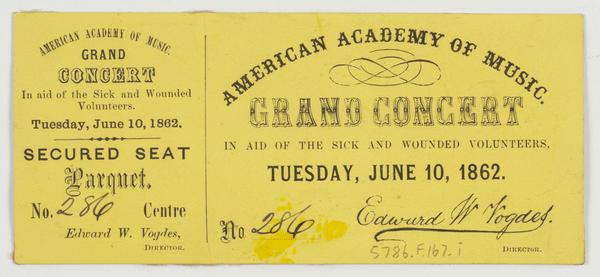 AMERICAN ACADEMY OF MUSIC.
GRAND
CONCERT
In aid of the Sick and Wounded
Volunteers.
Tuesday, June 10, 1862.
SECURED SEAT
Parquet.
No. 286 Centre
Edward W. Vogdes,
DIRECTOR.
AMERICAN ACADEMY OF MUSIC.
GRAND CONCERT
IN AID OF THE SICK AND WOUNDED VOLUNTEERS,
TUESDAY, JUNE 10, 1862.
No 286 Edward W Vogdes.
5786.F.167.i DIRECTOR.